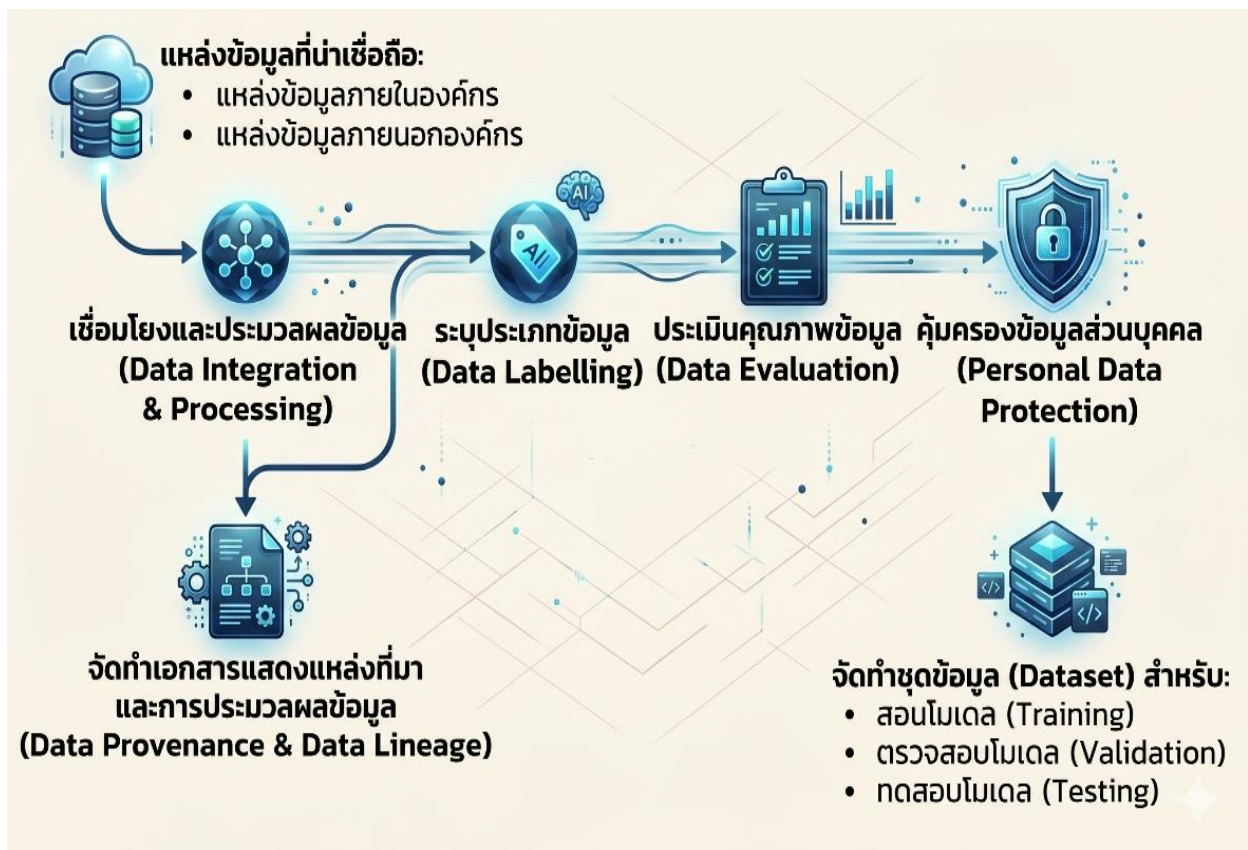 แหล่งข้อมูลที่น่าเชื่อถือ:
• แหล่งข้อมูลภายในองค์กร
• แหล่งข้อมูลภายนอกองค์กร
AI
AI
เชื่อมโยงและประมวลผลข้อมูล
(Data Integration
& Processing)
ระบุประเภทข้อมูล
(Data Labelling)
ประเมินคุณภาพข้อมูล
(Data Evaluation)
คุ้มครองข้อมูลส่วนบุคคล
(Personal Data
Protection)
</>
</>
จัดทำเอกสารแสดงแหล่งที่มา
และการประมวลผลข้อมูล
(Data Provenance & Data Lineage)
จัดทำชุดข้อมูล (Dataset) สำหรับ:
• สอนโมเดล (Training)
• ตรวจสอบโมเดล (Validation)
• ทดสอบโมเดล (Testing)